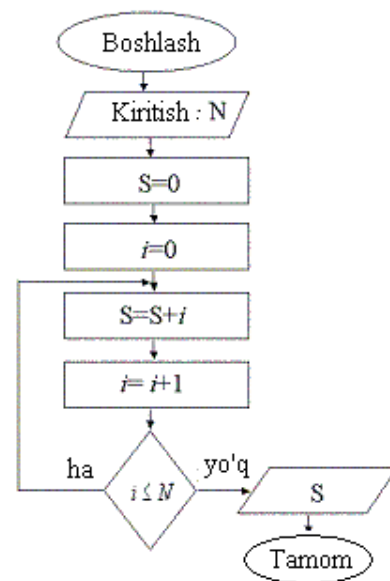 Boshlash
Kiritish : N
S=0
i=0
S=S+i
i= i+1
ha
i ≤ N
yo'q
S
Tamom